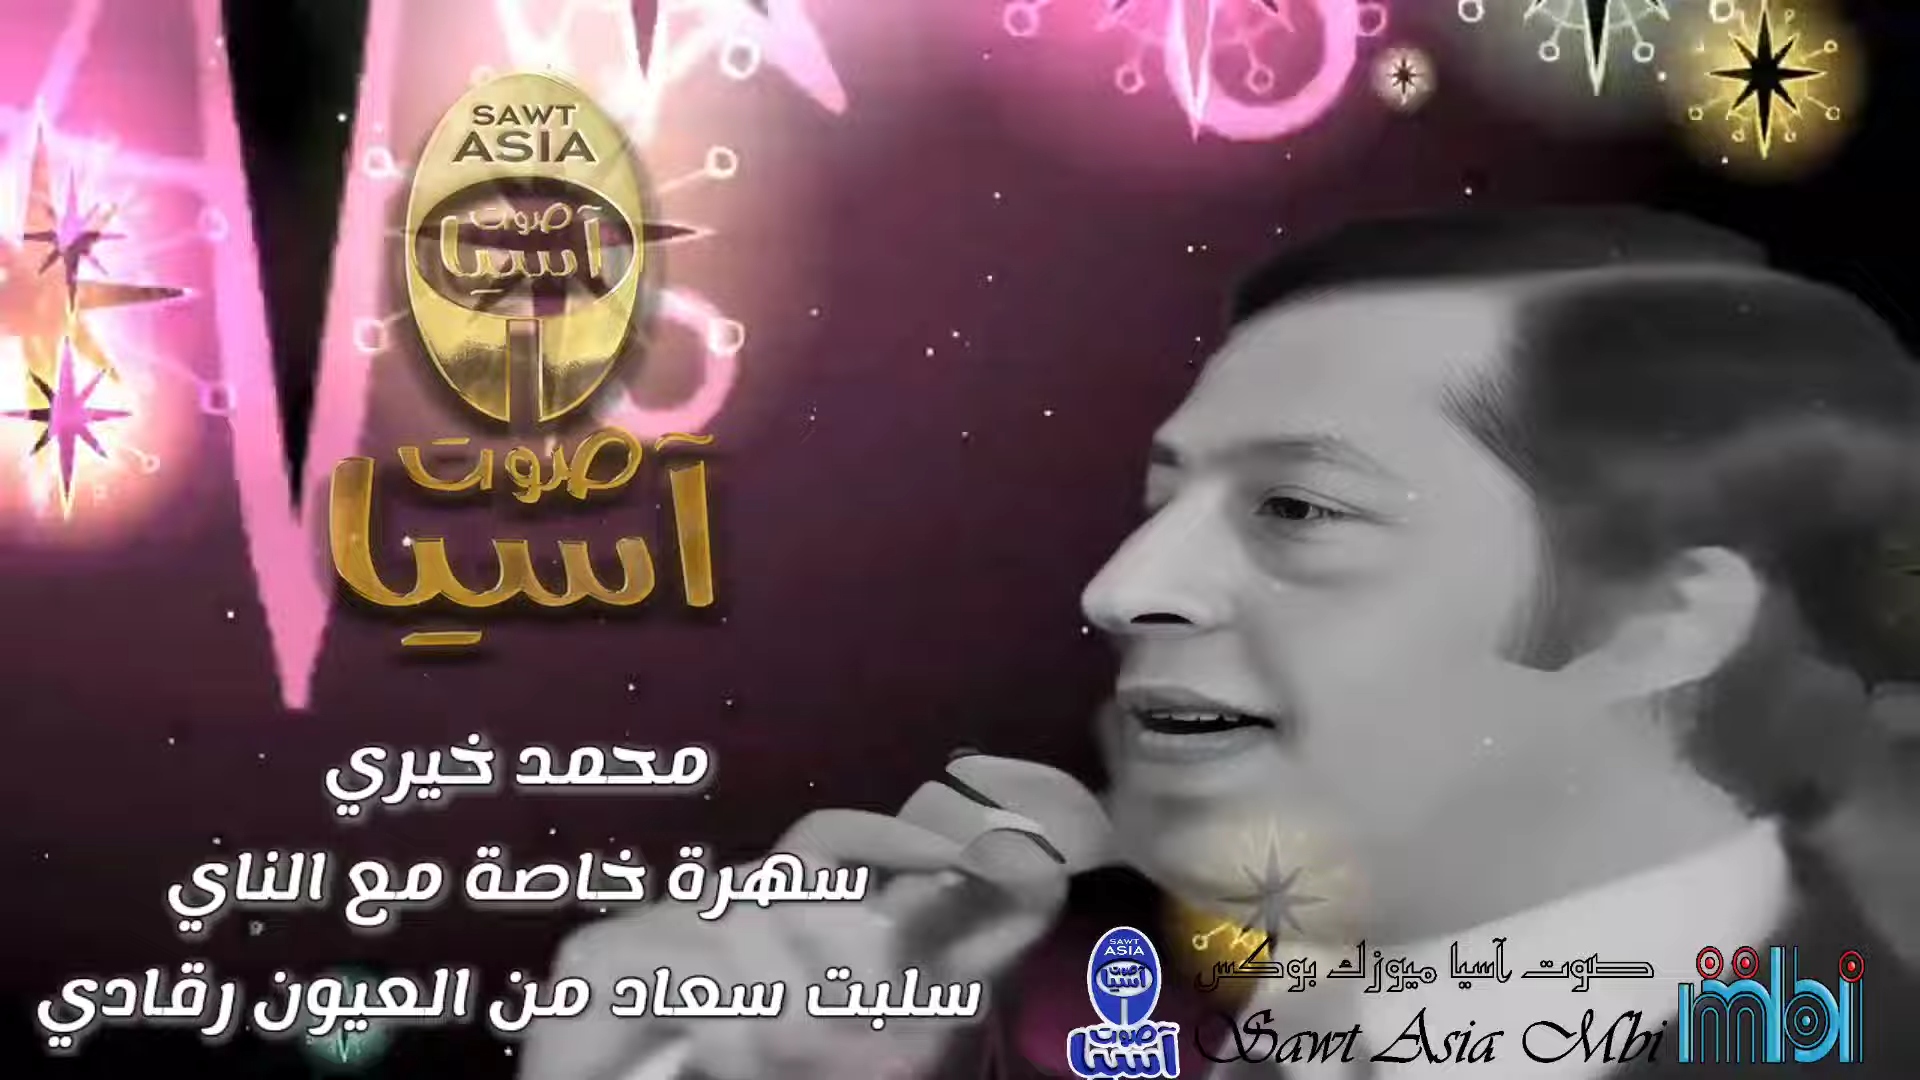 SAWT
ASIA
صوت
آسيا
صوت
آسيا
محمد خيري
سهرة خاصة مع الناي
سلبت سعاد من العيون رقادي
SAWT
ASIA
صوت
آسيا
صوت
آسيا
صوت آسيا ميوزك بوكس
Sawt Asia Mbi
mbi